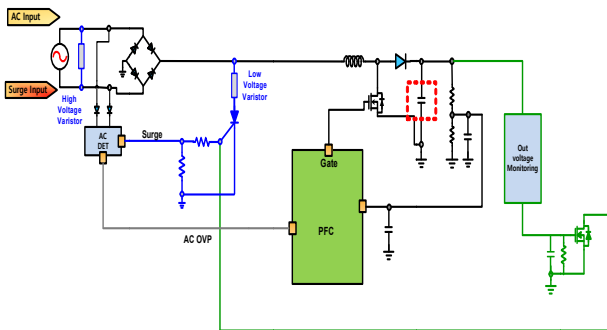 AC Input
Surge Input
High
Voltage
Varistor
AC
DET
Surge
Low
Voltage
Varistor
Gate
PFC
AC OVP
Out
voltage
Monitoring